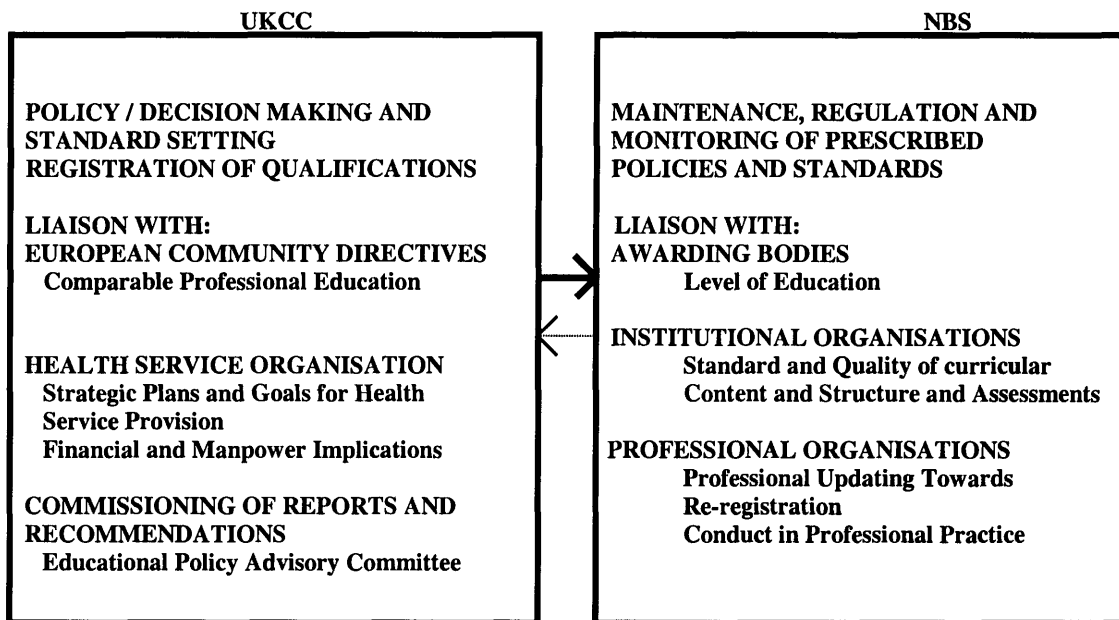 UKCC
POLICY / DECISION MAKING AND
STANDARD SETTING
REGISTRATION OF QUALIFICATIONS
LIAISON WITH:
EUROPEAN COMMUNITY DIRECTIVES
Comparable Professional Education
HEALTH SERVICE ORGANISATION
Strategic Plans and Goals for Health
Service Provision
Financial and Manpower Implications
COMMISSIONING OF REPORTS AND
RECOMMENDATIONS
Educational Policy Advisory Committee
NBS
MAINTENANCE, REGULATION AND
MONITORING OF PRESCRIBED
POLICIES AND STANDARDS
LIAISON WITH:
AWARDING BODIES
Level of Education
INSTITUTIONAL ORGANISATIONS
Standard and Quality of curricular
Content and Structure and Assessments
PROFESSIONAL ORGANISATIONS
Professional Updating Towards
Re-registration
Conduct in Professional Practice